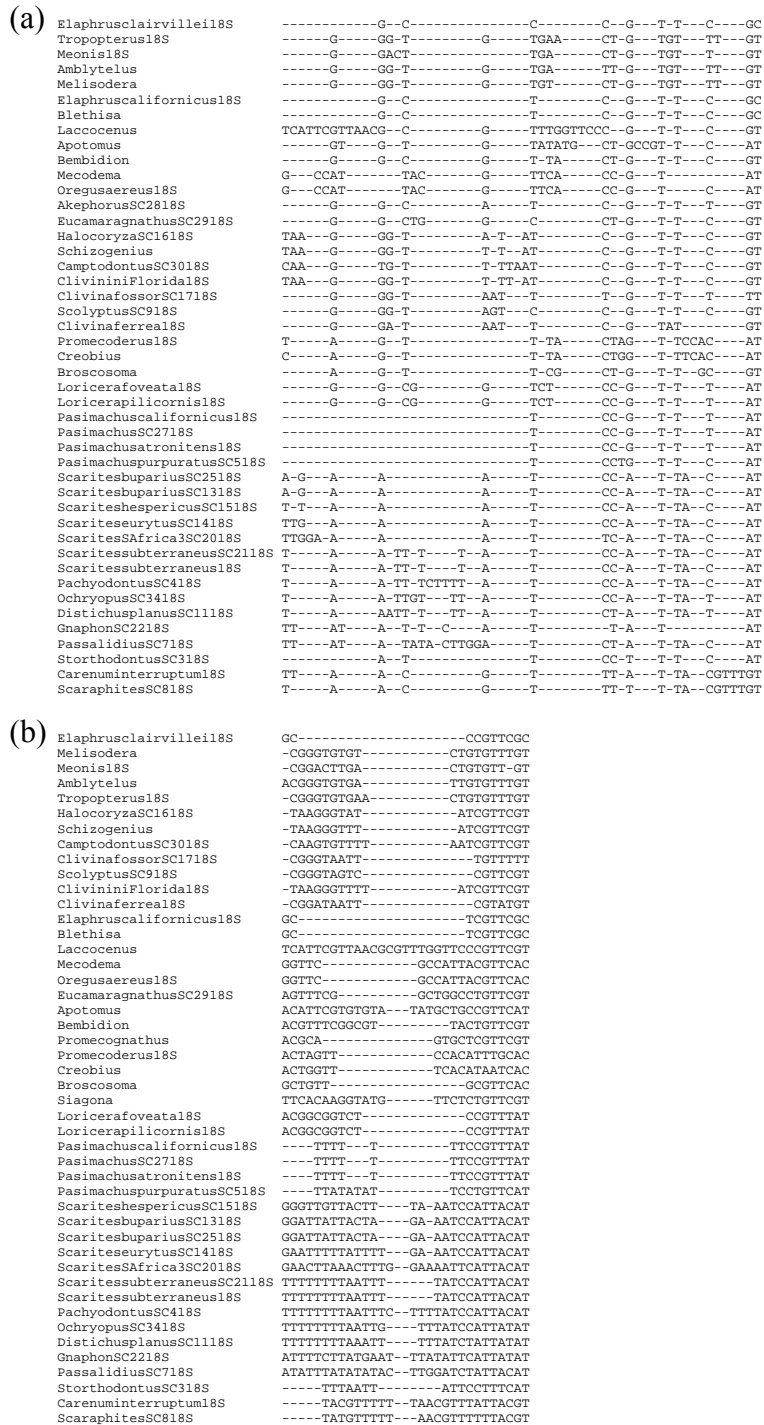 (a)
Elaphrusclairvillei18S ------------G--C---------------C--------C--G---T-T---C----GC
Tropopterus18S ------G-----GG-T---------G-----TGAA-----CT-G---TGT---TT---GT
Meonis18S ------G-----GACT---------------TGA------CT-G---TGT---T----GT
Amblytelus ------G-----GG-T---------G-----TGA------TT-G---TGT---TT---GT
Melisodera ------G-----GG-T---------G-----TGT------CT-G---TGT---TT---GT
Elaphruscalifornicus18S ------------G--C---------------T--------C--G---T-T---C----GC
Blethisa ------------G--C---------------T--------C--G---T-T---C----GC
Laccocenus TCATTCGTTAACG--C---------G-----TTTGGTTCCC--G---T-T---C----GT
Apotomus ------GT----G--T---------G-----TATATG---CT-GCCGT-T---C----AT
Bembidion ------G-----G--C---------G-----T-TA-----CT-G---T-T---C----GT
Mecodema G---CCAT-------TAC-------G-----TTCA-----CC-G---T----------AT
Oregusaereus18S G---CCAT-------TAC-------G-----TTCA-----CC-G---T-----C----AT
AkephorusSC2818S ------G-----G--C---------A-----T--------C--G---T-T---T----GT
EucamaragnathusSC2918S ------G-----G--CTG-------G-----C--------CT-G---T-T---C----GT
HalocoryzaSC1618S TAA---G-----GG-T---------A-T--AT--------C--G---T-T---C----GT
Schizogenius TAA---G-----GG-T---------T-T--AT--------C--G---T-T---C----GT
CamptodontusSC3018S CAA---G-----TG-T---------T-TTAAT--------C--G---T-T---C----GT
ClivininiFlorida18S TAA---G-----GG-T---------T-TT-AT--------C--G---T-T---C----GT
ClivinafossorSC1718S ------G-----GG-T---------AAT---T--------T--G---T-T---T----TT
ScolyptusSC918S ------G-----GG-T---------AGT---C--------C--G---T-T---C----GT
Clivinaferrea18S ------G-----GA-T---------AAT---T--------C--G---TAT--------GT
Promecoderus18S T-----A-----G--T---------------T-TA-----CTAG---T-TCCAC----AT
Creobius C-----A-----G--T---------------T-TA-----CTGG---T-TTCAC----AT
Broscosoma ------A-----G--T---------------T-CG-----CT-G---T-T--GC----GT
Loricerafoveata18S ------G-----G--CG--------G-----TCT------CC-G---T-T---T----AT
Loricerapilicornis18S ------G-----G--CG--------G-----TCT------CC-G---T-T---T----AT
Pasimachuscalifornicus18S -------------------------------T--------CC-G---T-T---T----AT
PasimachusSC2718S -------------------------------T--------CC-G---T-T---T----AT
Pasimachusatronitens18S -------------------------------T--------CC-G---T-T---T----AT
PasimachuspurpuratusSC518S -------------------------------T--------CCTG---T-T---C----AT
ScaritesbupariusSC2518S A-G---A-----A------------A-----T--------CC-A---T-TA--C----AT
ScaritesbupariusSC1318S A-G---A-----A------------A-----T--------CC-A---T-TA--C----AT
ScariteshespericusSC1518S T-T---A-----A------------A-----T--------CC-A---T-TA--C----AT
ScariteseurytusSC1418S TTG---A-----A------------A-----T--------CC-A---T-TA--C----AT
ScaritesSAfrica3SC2018S TTGGA-A-----A------------A-----T--------TC-A---T-TA--C----AT
ScaritessubterraneusSC2118S T-----A-----A-TT-T----T--A-----T--------CC-A---T-TA--C----AT
Scaritessubterraneus18S T-----A-----A-TT-T----T--A-----T--------CC-A---T-TA--C----AT
PachyodontusSC418S T-----A-----A-TT-TCTTTT--A-----T--------CC-A---T-TA--C----AT
OchryopusSC3418S T-----A-----A-TTGT---TT--A-----T--------CC-A---T-TA--T----AT
DistichusplanusSC1118S T-----A-----AATT-T---TT--A-----T--------CT-A---T-TA--T----AT
GnaphonSC2218S TT---AT-----A--T-T--C----A-----T----------T-A---T--------AT
PassalidiusSC718S TT---AT-----A--TATA-CTTGGA-----T--------CT-A---T-TA--C----AT
StorthodontusSC318S ------------A--T---------------T--------CC-T---T-T---C----AT
Carenuminterruptum18S TT----A-----A--C---------G-----T--------TT-A---T-TA--CGTTTGT
ScaraphitesSC818S T-----A-----A--C---------G-----T--------TT-T---T-TA--CGTTTGT
(b)
Elaphrusclairvillei18S GC---------------------CCGTTCGC
Melisodera -CGGGTGTGT-----------CTGTGTTTGT
Meonis18S -CGGACTTGA-----------CTGTGTT-GT
Amblytelus ACGGGTGTGA-----------TTGTGTTTGT
Tropopterus18S -CGGGTGTGAA----------CTGTGTTTGT
HalocoryzaSC1618S -TAAGGGTAT------------ATCGTTCGT
Schizogenius -TAAGGGTTT------------ATCGTTCGT
CamptodontusSC3018S -CAAGTGTTTT----------AATCGTTCGT
ClivinafossorSC1718S -CGGGTAATT--------------TGTTTTT
ScolyptusSC918S -CGGGTAGTC--------------CGTTCGT
ClivininiFlorida18S -TAAGGGTTTT-----------ATCGTTCGT
Clivinaferrea18S -CGGATAATT--------------CGTATGT
Elaphruscalifornicus18S GC---------------------TCGTTCGC
Blethisa GC---------------------TCGTTCGC
Laccocenus TCATTCGTTAACGCGTTTGGTTCCCGTTCGT
Mecodema GGTTC------------GCCATTACGTTCAC
Oregusaereus18S GGTTC------------GCCATTACGTTCAC
EucamaragnathusSC2918S AGTTTCG----------GCTGGCCTGTTCGT
Apotomus ACATTCGTGTGTA---TATGCTGCCGTTCAT
Bembidion ACGTTTCGGCGT---------TACTGTTCGT
Promecognathus ACGCA--------------GTGCTCGTTCGT
Promecoderus18S ACTAGTT-----------CCACATTTGCAC
Creobius ACTGGTT-----------TCACATAATCAC
Broscosoma GCTGTT-----------------GCGTTCAC
Siagona TTCACAAGGTATG------TTCTCTGTTCGT
Loricerafoveata18S ACGGCGGTCT------------CCGTTTAT
Loricerapilicornis18S ACGGCGGTCT------------CCGTTTAT
Pasimachuscalifornicus18S ----TTTT---T---------TTCCGTTTAT
PasimachusSC2718S ----TTTT---T---------TTCCGTTTAT
Pasimachusatronitens18S ----TTTT---T---------TTCCGTTTAT
PasimachuspurpuratusSC518S ----TTATATAT---------TCCTGTTCAT
ScariteshespericusSC1518S GGGTTGTTACTT----TA-AATCCATTACAT
ScaritesbupariusSC1318S GGATTATTACTA----GA-AATCCATTACAT
ScaritesbupariusSC2518S GGATTATTACTA----GA-AATCCATTACAT
ScariteseurytusSC1418S GAATTTTTATTTT---GA-AATCCATTACAT
ScaritesSAfrica3SC2018S GAACTTAAACTTTG--GAAAATTCATTACAT
ScaritessubterraneusSC2118S TTTTTTTTAATTT------TATCCATTACAT
Scaritessubterraneus18S TTTTTTTTAATTT------TATCCATTACAT
PachyodontusSC418S TTTTTTTTAATTTC--TTTTATCCATTACAT
OchryopusSC3418S TTTTTTTTAATTG----TTTATCCATTATAT
DistichusplanusSC1118S TTTTTTTTAAATT----TTTATCTATTATAT
GnaphonSC2218S ATTTTCTTATGAAT--TTATATTCATTATAT
PassalidiusSC718S ATATTTATATATAC--TTGGATCTATTACAT
StorthodontusSC318S -----TTTAATT--------ATTCCTTTCAT
Carenuminterruptum18S -----TACGTTTTT--TAACGTTTATTACGT
ScaraphitesSC818S -----TATGTTTTT---AACGTTTTTTACGT